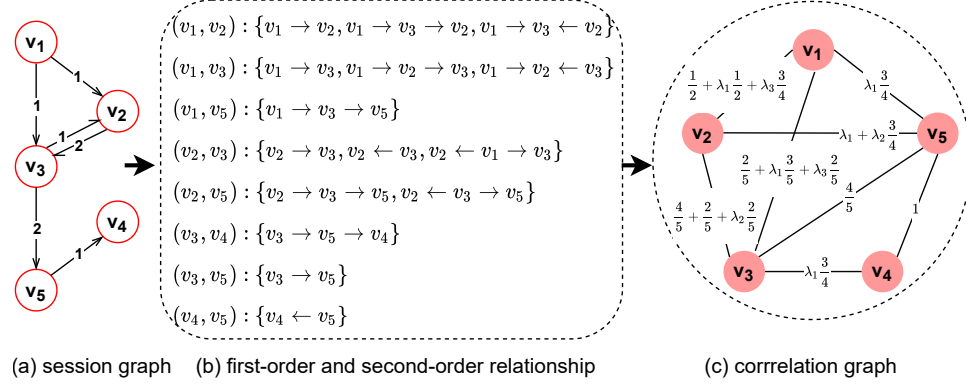 v1
1
1
v2
1
2
v3
2
v4
1
v5
(a) session graph
(v1, v2) : {v1 → v2, v1 → v3 → v2, v1 → v3 ← v2}
(v1, v3) : {v1 → v3, v1 → v2 → v3, v1 → v2 ← v3}
(v1, v5) : {v1 → v3 → v5}
(v2, v3) : {v2 → v3, v2 ← v3, v2 ← v1 → v3}
(v2, v5) : {v2 → v3 → v5, v2 ← v3 → v5}
(v3, v4) : {v3 → v5 → v4}
(v3, v5) : {v3 → v5}
(v4, v5) : {v4 ← v5}
(b) first-order and second-order relationship
v1
1/2 + λ1 1/2 + λ3 3/4
λ1 3/4
v2
λ1 + λ2 3/4
v5
2/5 + λ1 3/5 + λ3 2/5
4/5 + 2/5 + λ2 2/5
4/5
1
v3
λ1 3/4
v4
(c) corrrelation graph